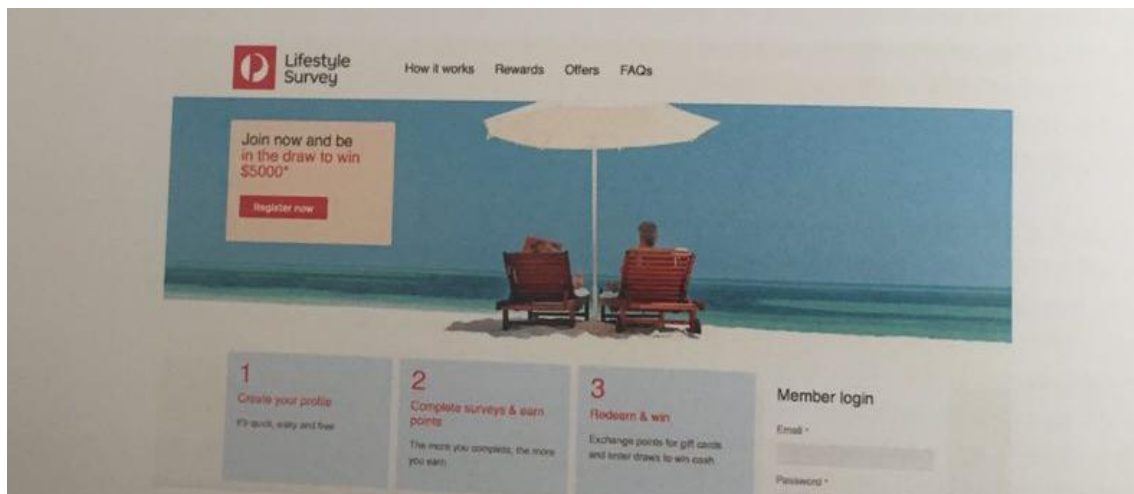 Lifestyle
Survey
How it works Rewards Offers FAQs
Join now and be
in the draw to win
$5000*
Register now
1
Create your profile
It's quick, easy and free
2
Complete surveys & earn
points
The more you complete, the more
you earn
3
Redeem & win
Exchange points for gift cards
and enter draws to win cash
Member login
Email *
Password *